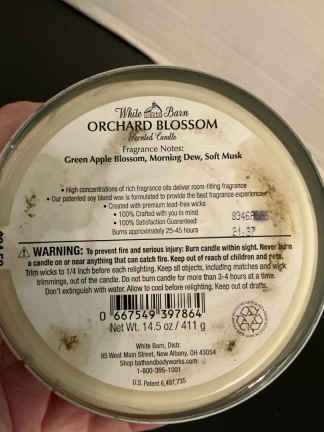 White Barn
ORCHARD BLOSSOM
Scented Candle
Fragrance Notes:
Green Apple Blossom, Morning Dew, Soft Musk
• High concentrations of rich fragrance oils deliver room-filling fragrance
• Our patented soy blend wax is formulated to provide the best fragrance experience
• Created with premium lead-free wicks
• 100% Crafted with you in mind
• 100% Satisfaction Guaranteed
Burns approximately 25-45 hours
21:37
⚠ WARNING: To prevent fire and serious injury: Burn candle within sight. Never burn
a candle on or near anything that can catch fire. Keep out of reach of children and pets.
Trim wicks to 1/4 inch before each relighting. Keep all objects, including matches and wick
trimmings, out of the candle. Do not burn candle for more than 3-4 hours at a time.
Don't extinguish with water. Allow to cool before relighting. Keep out of drafts.
0 667549 397864
Net Wt. 14.5 oz / 411 g
White Barn, Distr.
95 West Main Street, New Albany, OH 43054
Shop bathandbodyworks.com
1-800-395-1001
U.S. Patent 6,497,735